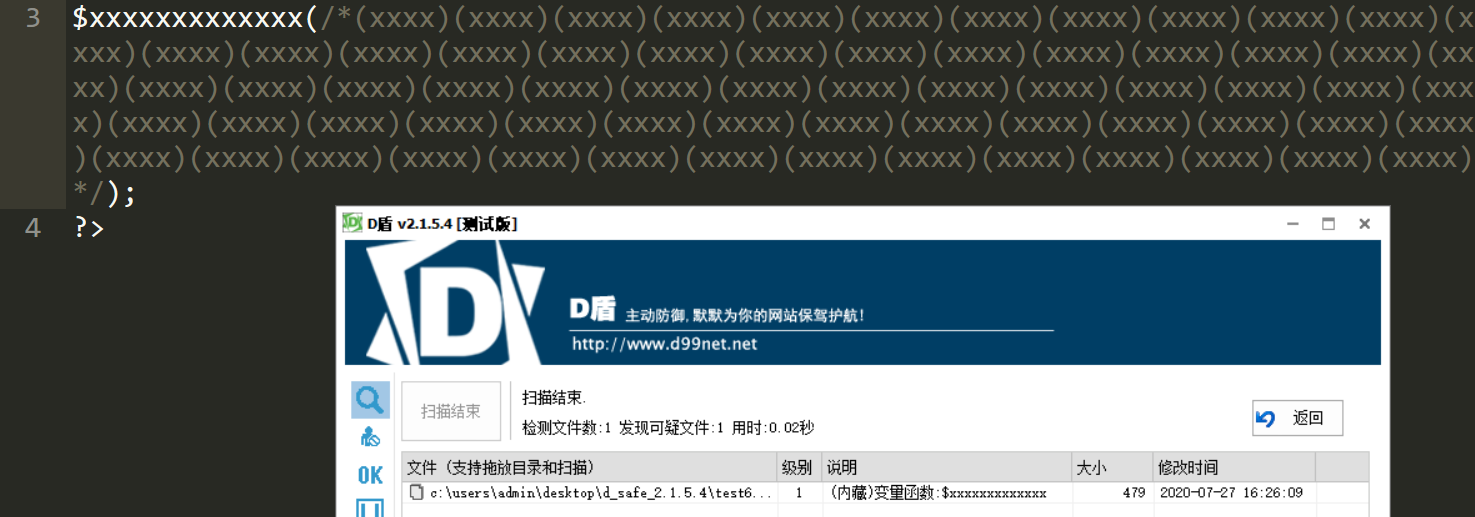 3 $xxxxxxxxxxxxx(/*(xxxx)(xxxx)(xxxx)(xxxx)(xxxx)(xxxx)(xxxx)(xxxx)(xxxx)(xxxx)(xxxx)(x
xxx)(xxxx)(xxxx)(xxxx)(xxxx)(xxxx)(xxxx)(xxxx)(xxxx)(xxxx)(xxxx)(xxxx)(xxxx)(xxxx)(xx
xx)(xxxx)(xxxx)(xxxx)(xxxx)(xxxx)(xxxx)(xxxx)(xxxx)(xxxx)(xxxx)(xxxx)(xxxx)(xxxx)(xxx
x)(xxxx)(xxxx)(xxxx)(xxxx)(xxxx)(xxxx)(xxxx)(xxxx)(xxxx)(xxxx)(xxxx)(xxxx)(xxxx)(xxxx
)(xxxx)(xxxx)(xxxx)(xxxx)(xxxx)(xxxx)(xxxx)(xxxx)(xxxx)(xxxx)(xxxx)(xxxx)(xxxx)(xxxx)
*/);
4 ?>
D盾 v2.1.5.4 [测试版]
D盾 主动防御,默默为你的网站保驾护航!
http://www.d99net.net
扫描结束
扫描结束.
检测文件数:1 发现可疑文件:1 用时:0.02秒
返回
OK
文件 (支持拖放目录和扫描) 级别 说明 大小 修改时间
c:\users\admin\desktop\d_safe_2.1.5.4\test6... 1 (内藏)变量函数:$xxxxxxxxxxxxx 479 2020-07-27 16:26:09